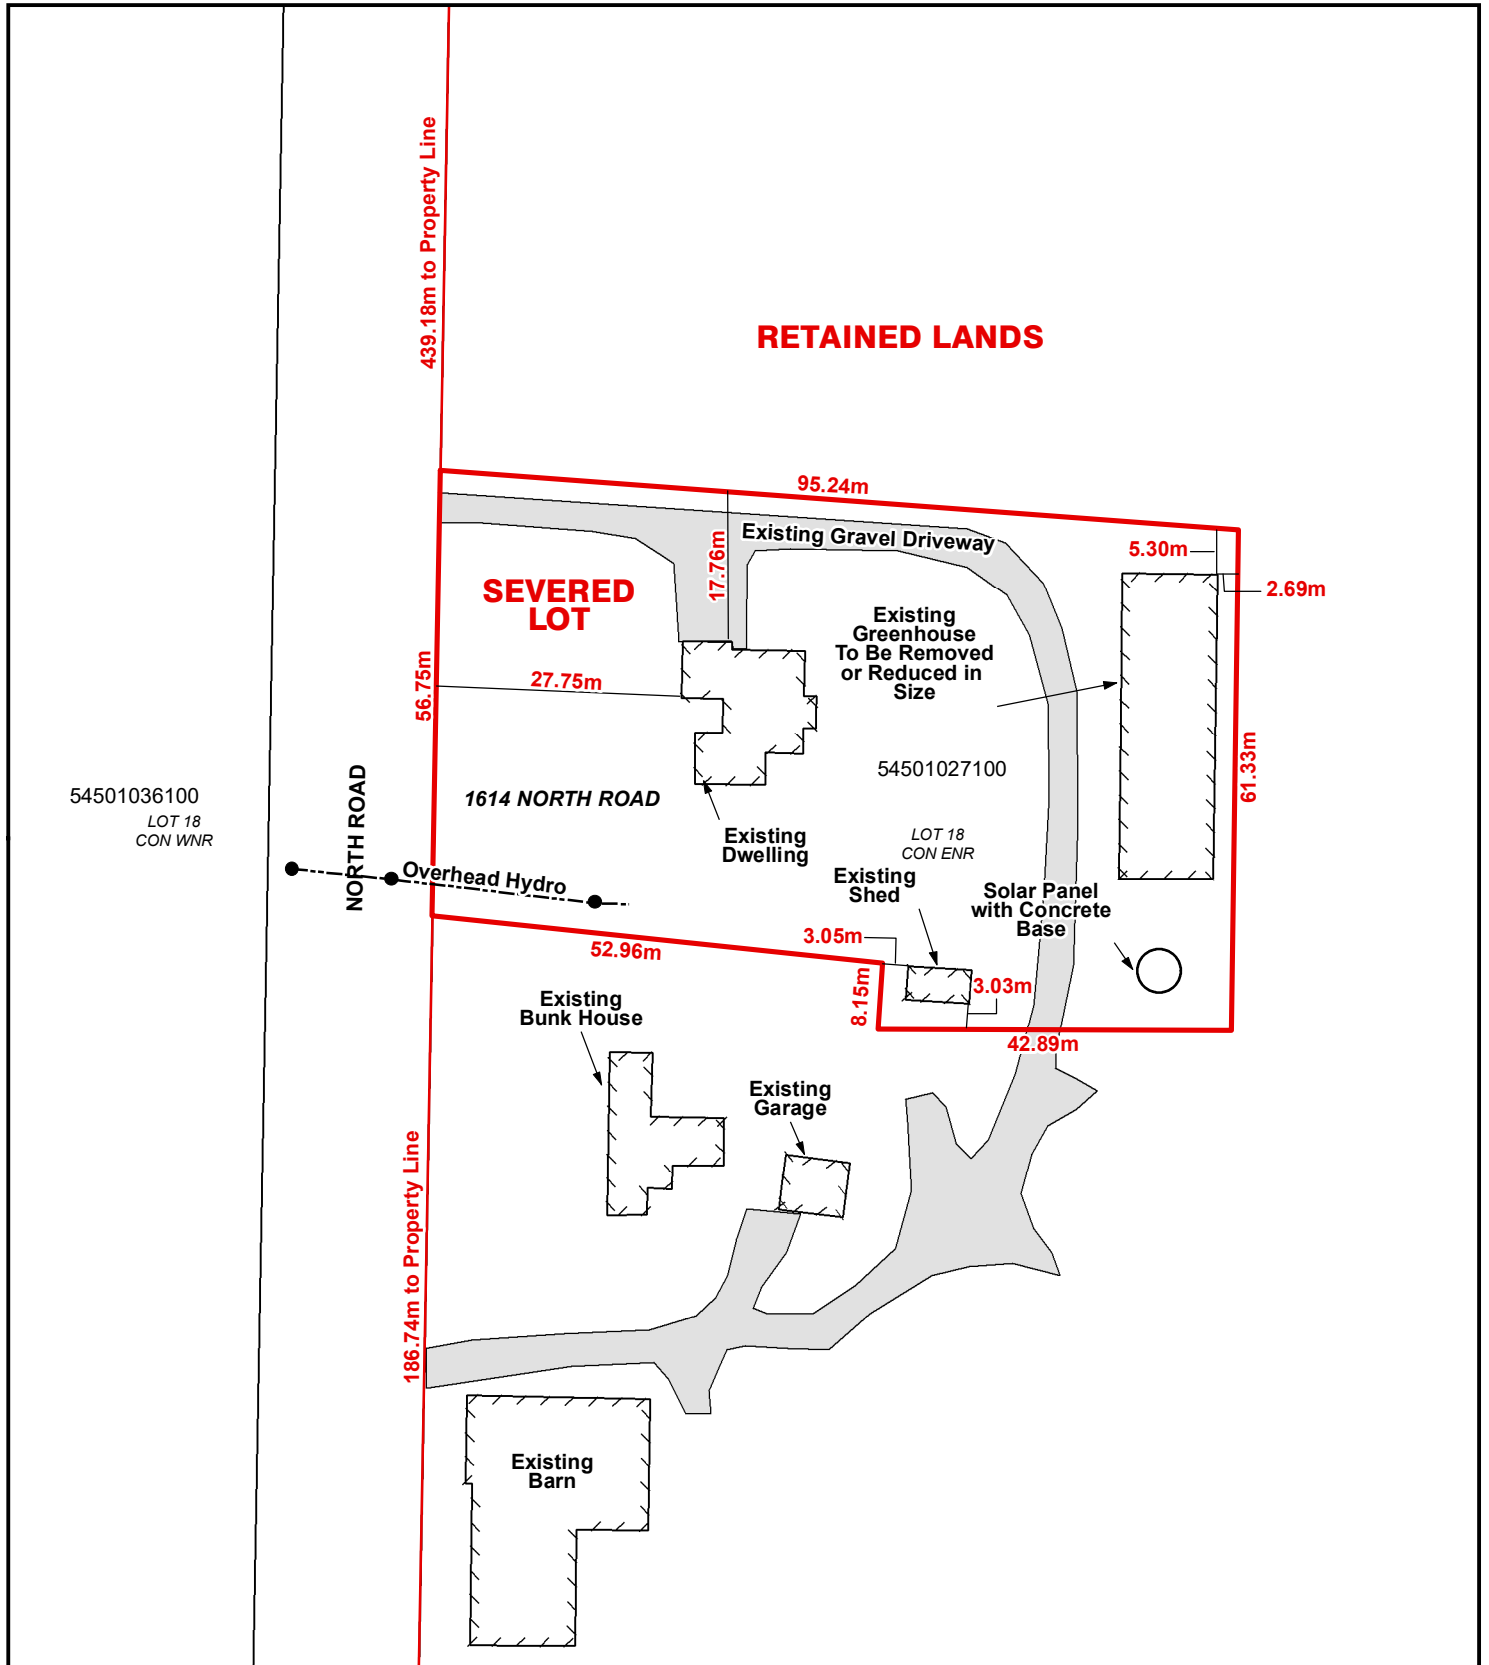 439.18m to Property Line
RETAINED LANDS
95.24m
Existing Gravel Driveway
17.76m
5.30m
2.69m
SEVERED
LOT
Existing
Greenhouse
To Be Removed
or Reduced in
Size
56.75m
27.75m
61.33m
54501027100
54501036100
LOT 18
CON WNR
NORTH ROAD
1614 NORTH ROAD
Existing
Dwelling
LOT 18
CON ENR
Overhead Hydro
Existing
Shed
Solar Panel
with Concrete
Base
3.05m
52.96m
8.15m
3.03m
42.89m
Existing
Bunk House
Existing
Garage
186.74m to Property Line
Existing
Barn